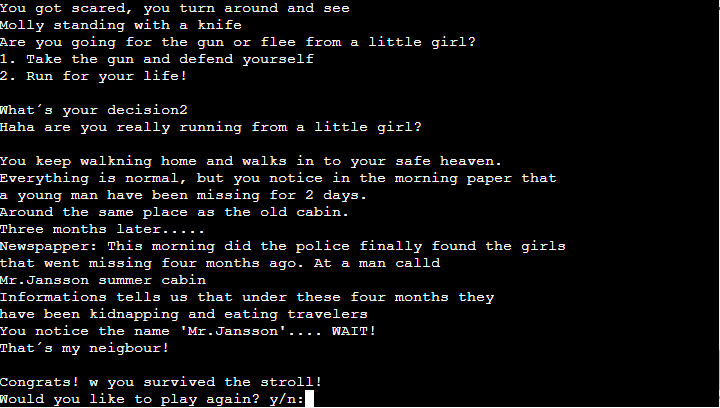 You got scared, you turn around and see
Molly standing with a knife
Are you going for the gun or flee from a little girl?
1. Take the gun and defend yourself
2. Run for your life!
What´s your decision2
Haha are you really running from a little girl?
You keep walkning home and walks in to your safe heaven.
Everything is normal, but you notice in the morning paper that
a young man have been missing for 2 days.
Around the same place as the old cabin.
Three months later.....
Newspapper: This morning did the police finally found the girls
that went missing four months ago. At a man calld
Mr.Jansson summer cabin
Informations tells us that under these four months they
have been kidnapping and eating travelers
You notice the name 'Mr.Jansson'.... WAIT!
That´s my neigbour!
Congrats! w you survived the stroll!
Would you like to play again? y/n: